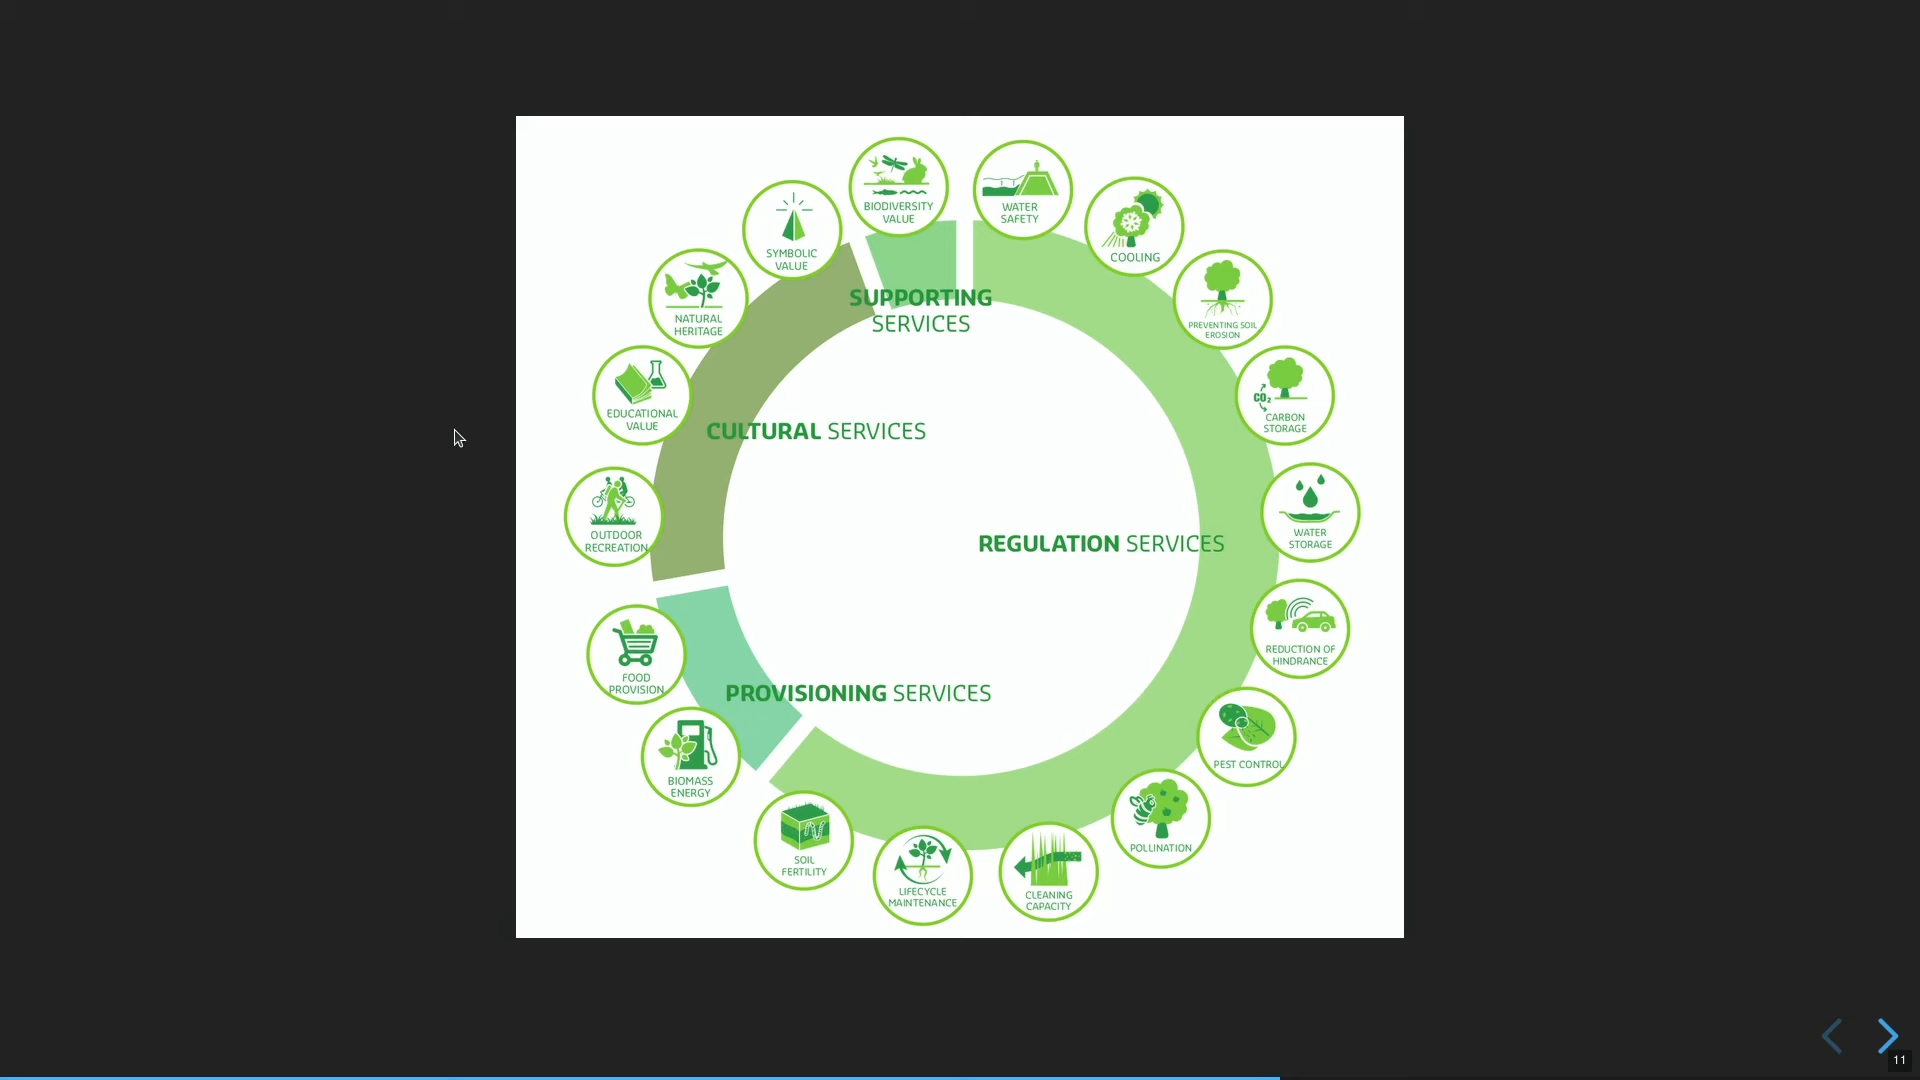 BIODIVERSITY
VALUE
WATER
SAFETY
COOLING
PREVENTING SOIL
EROSION
CARBON
STORAGE
CO2
WATER
STORAGE
REDUCTION OF
HINDRANCE
PEST CONTROL
POLLINATION
CLEANING
CAPACITY
LIFECYCLE
MAINTENANCE
SOIL
FERTILITY
BIOMASS
ENERGY
FOOD
PROVISION
OUTDOOR
RECREATION
EDUCATIONAL
VALUE
NATURAL
HERITAGE
SYMBOLIC
VALUE
SUPPORTING
SERVICES
CULTURAL SERVICES
REGULATION SERVICES
PROVISIONING SERVICES
11